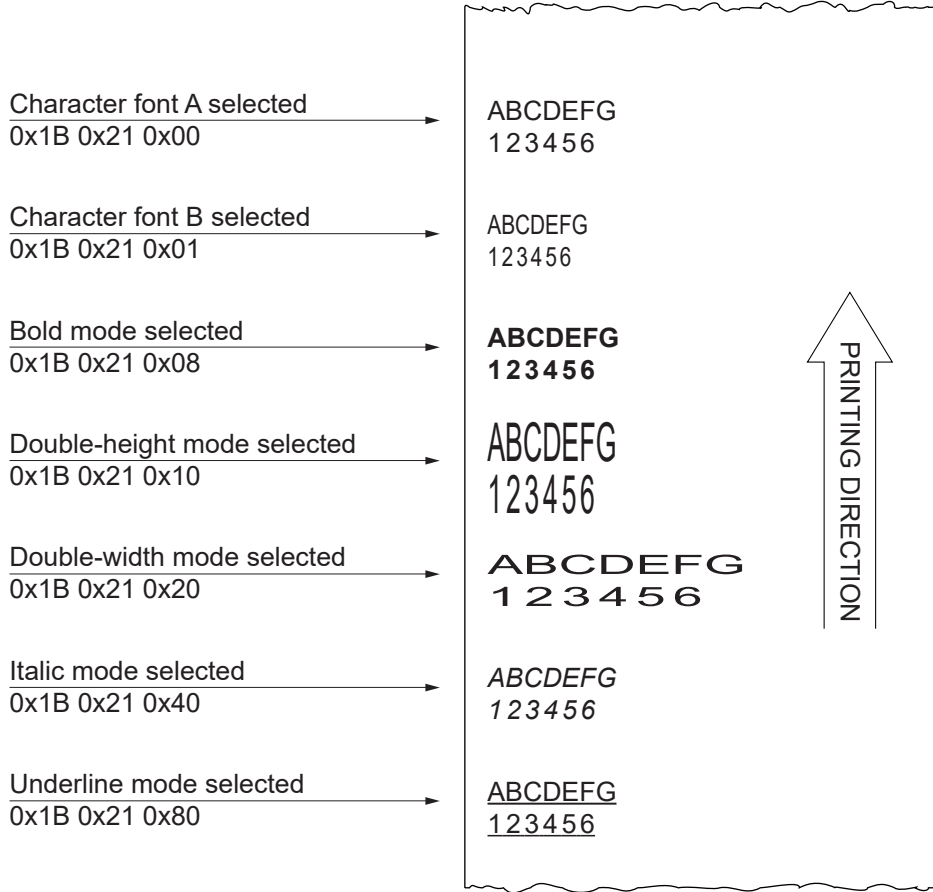 Character font A selected
0x1B 0x21 0x00
ABCDEFG
123456
Character font B selected
0x1B 0x21 0x01
ABCDEFG
123456
Bold mode selected
0x1B 0x21 0x08
ABCDEFG
123456
Double-height mode selected
0x1B 0x21 0x10
ABCDEFG
123456
Double-width mode selected
0x1B 0x21 0x20
ABCDEFG
123456
Italic mode selected
0x1B 0x21 0x40
ABCDEFG
123456
Underline mode selected
0x1B 0x21 0x80
ABCDEFG
123456
PRINTING DIRECTION